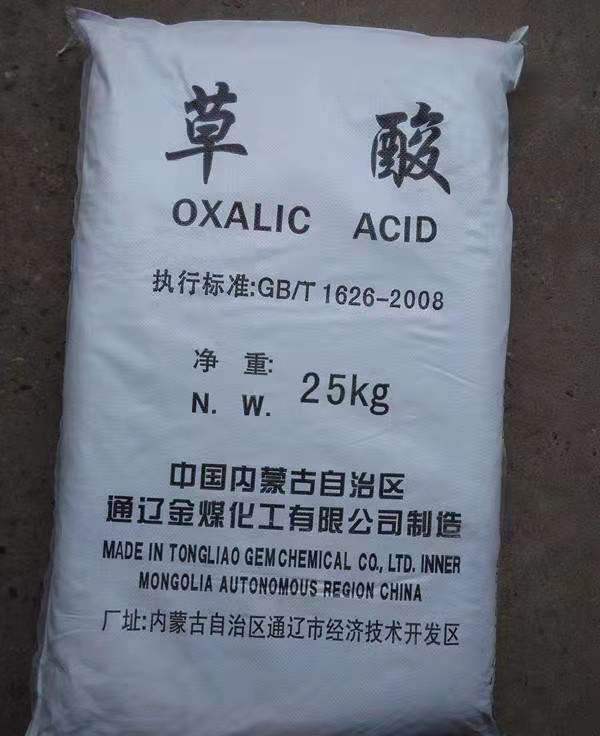 草 酸
OXALIC ACID
执行标准:GB/T 1626-2008
净 重: 25kg
N. W.
中国内蒙古自治区
通辽金煤化工有限公司制造
MADE IN TONGLIAO GEM CHEMICAL CO., LTD. INNER
MONGOLIA AUTONOMOUS REGION CHINA
厂址:内蒙古自治区通辽市经济技术开发区